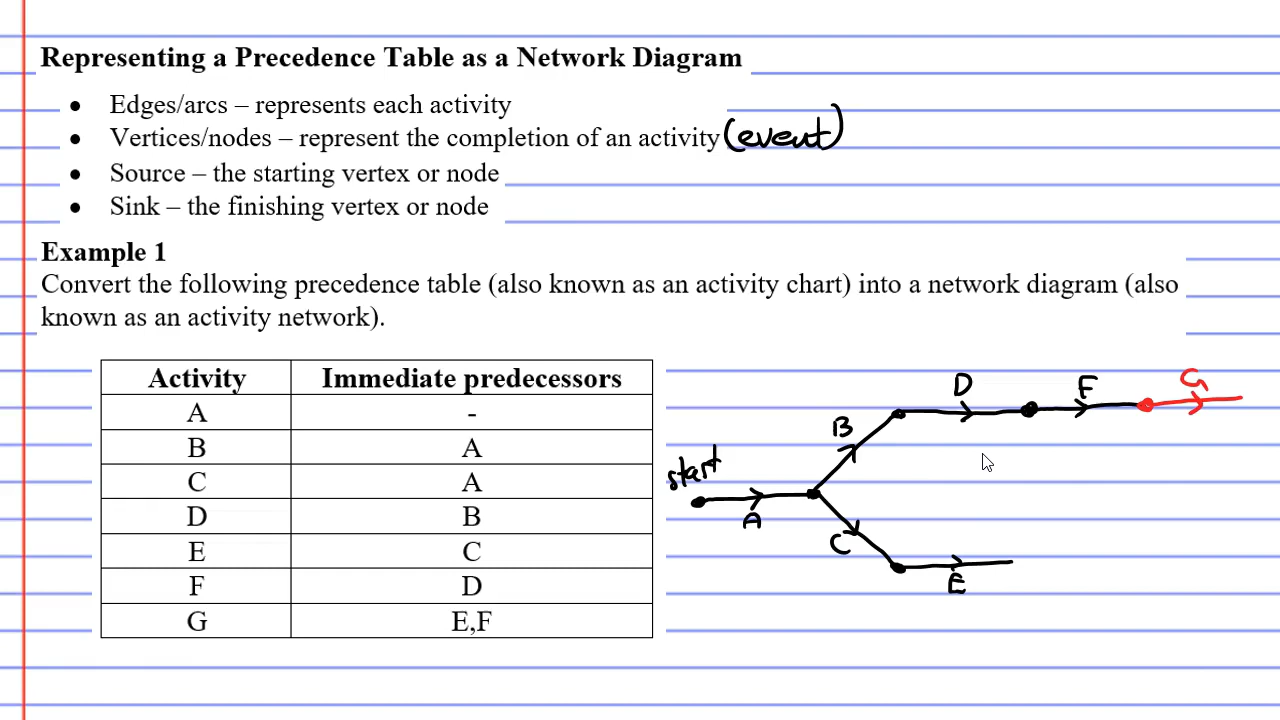 Representing a Precedence Table as a Network Diagram
• Edges/arcs – represents each activity
• Vertices/nodes – represent the completion of an activity (event)
• Source – the starting vertex or node
• Sink – the finishing vertex or node
Example 1
Convert the following precedence table (also known as an activity chart) into a network diagram (also
known as an activity network).
Activity Immediate predecessors
A -
B A
C A
D B
E C
F D
G E,F
start
A
B
C
D
E
F
G